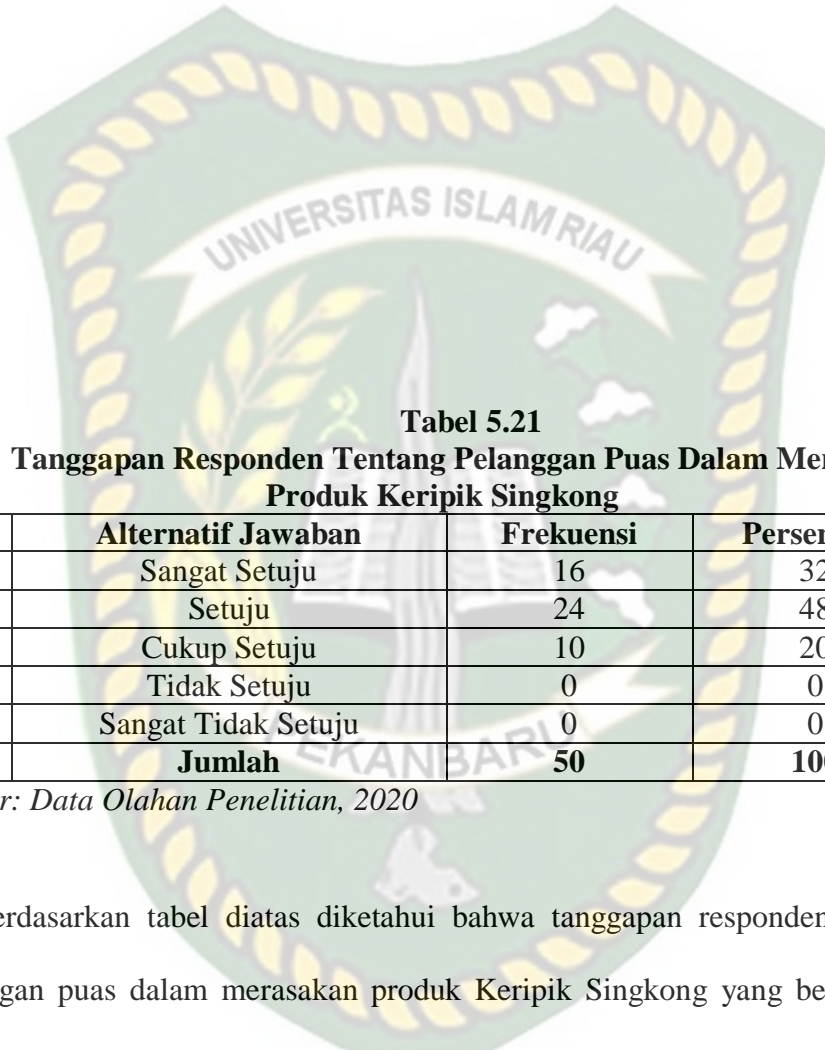 UNIVERSITAS ISLAM RIAU
Tabel 5.21
Tanggapan Responden Tentang Pelanggan Puas Dalam Mer
Produk Keripik Singkong
Alternatif Jawaban Frekuensi Persen
Sangat Setuju 16 32
Setuju 24 48
Cukup Setuju 10 20
Tidak Setuju 0 0
Sangat Tidak Setuju 0 0
Jumlah 50 100
PEKANBARU
r: Data Olahan Penelitian, 2020
erdasarkan tabel diatas diketahui bahwa tanggapan responden
gan puas dalam merasakan produk Keripik Singkong yang be